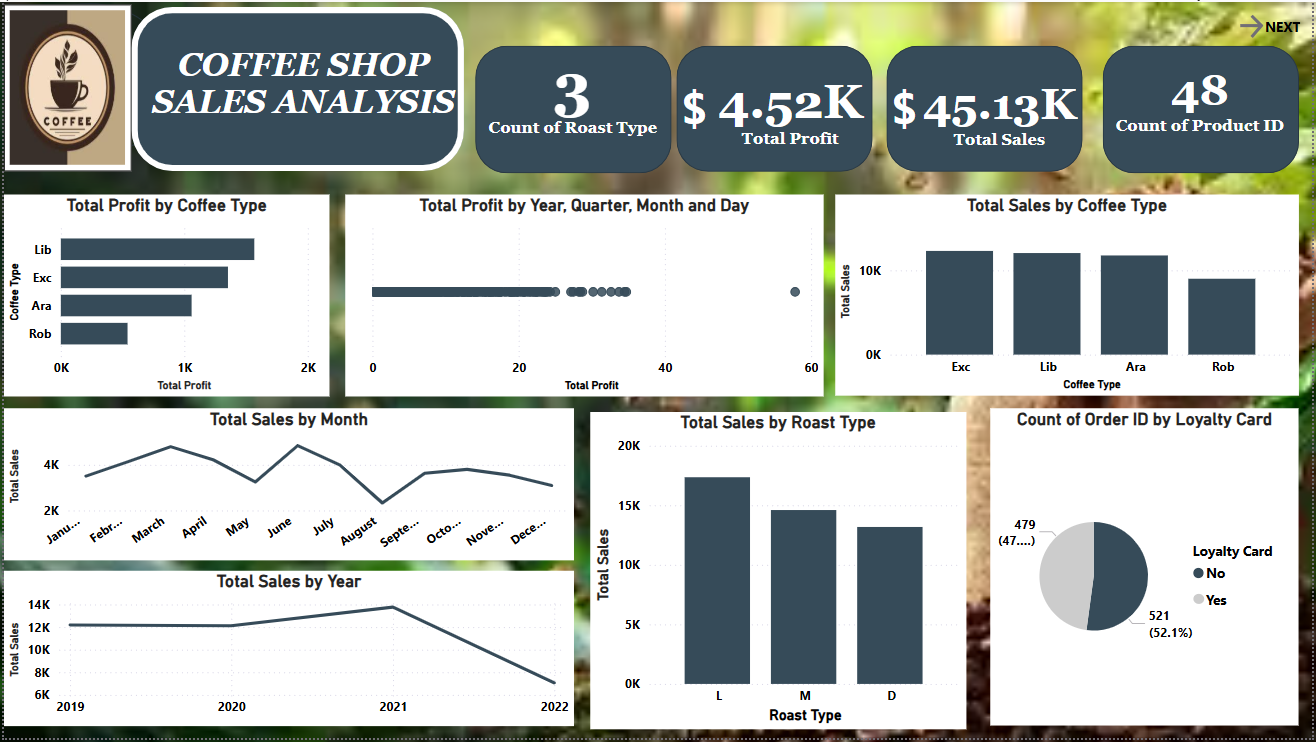 NEXT
COFFEE
COFFEE SHOP
SALES ANALYSIS
3
Count of Roast Type
$ 4.52K
Total Profit
$ 45.13K
Total Sales
48
Count of Product ID
Total Profit by Coffee Type
Coffee Type
Lib
Exc
Ara
Rob
0K 1K 2K
Total Profit
Total Profit by Year, Quarter, Month and Day
0 20 40 60
Total Profit
Total Sales by Coffee Type
Total Sales
10K
0K
Exc Lib Ara Rob
Coffee Type
Total Sales by Month
Total Sales
4K
2K
Janu... Febr... March April May June July August Septe... Octo... Nove... Dece...
Total Sales by Year
Total Sales
14K
12K
10K
8K
6K
2019 2020 2021 2022
Total Sales by Roast Type
Total Sales
20K
15K
10K
5K
0K
L M D
Roast Type
Count of Order ID by Loyalty Card
479
(47....)
521
(52.1%)
Loyalty Card
No
Yes